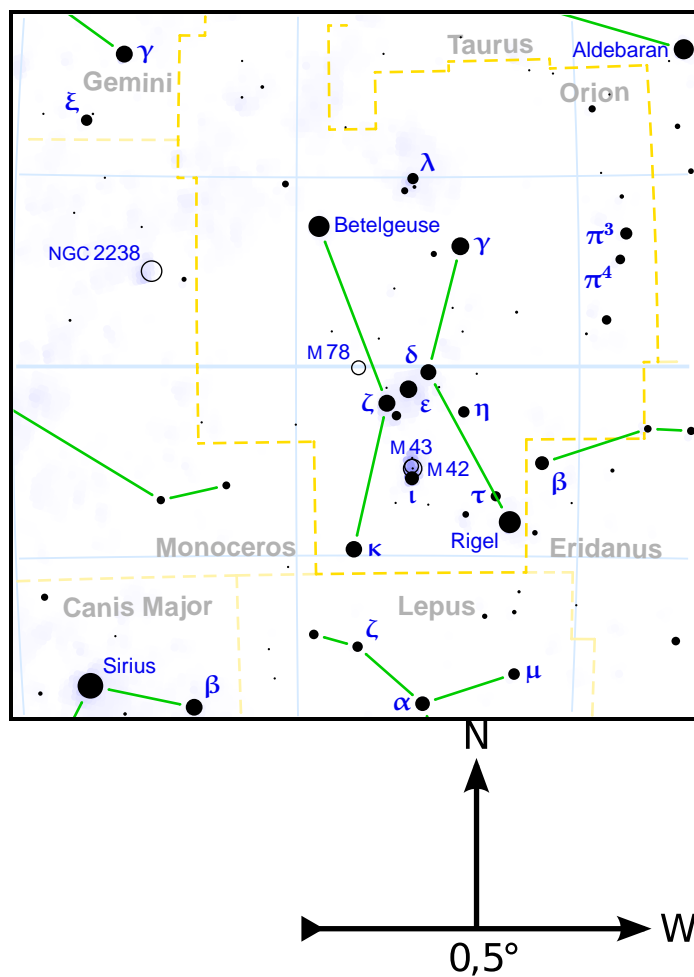 Taurus
Aldebaran
γ
Gemini
Orion
ξ
λ
Betelgeuse
γ
π³
NGC 2238
π⁴
M 78
δ
ζ
ε
η
M 43
M 42
β
ι
τ
Rigel
Monoceros
κ
Eridanus
Canis Major
Lepus
ζ
Sirius
β
α
μ
N
W
0,5°